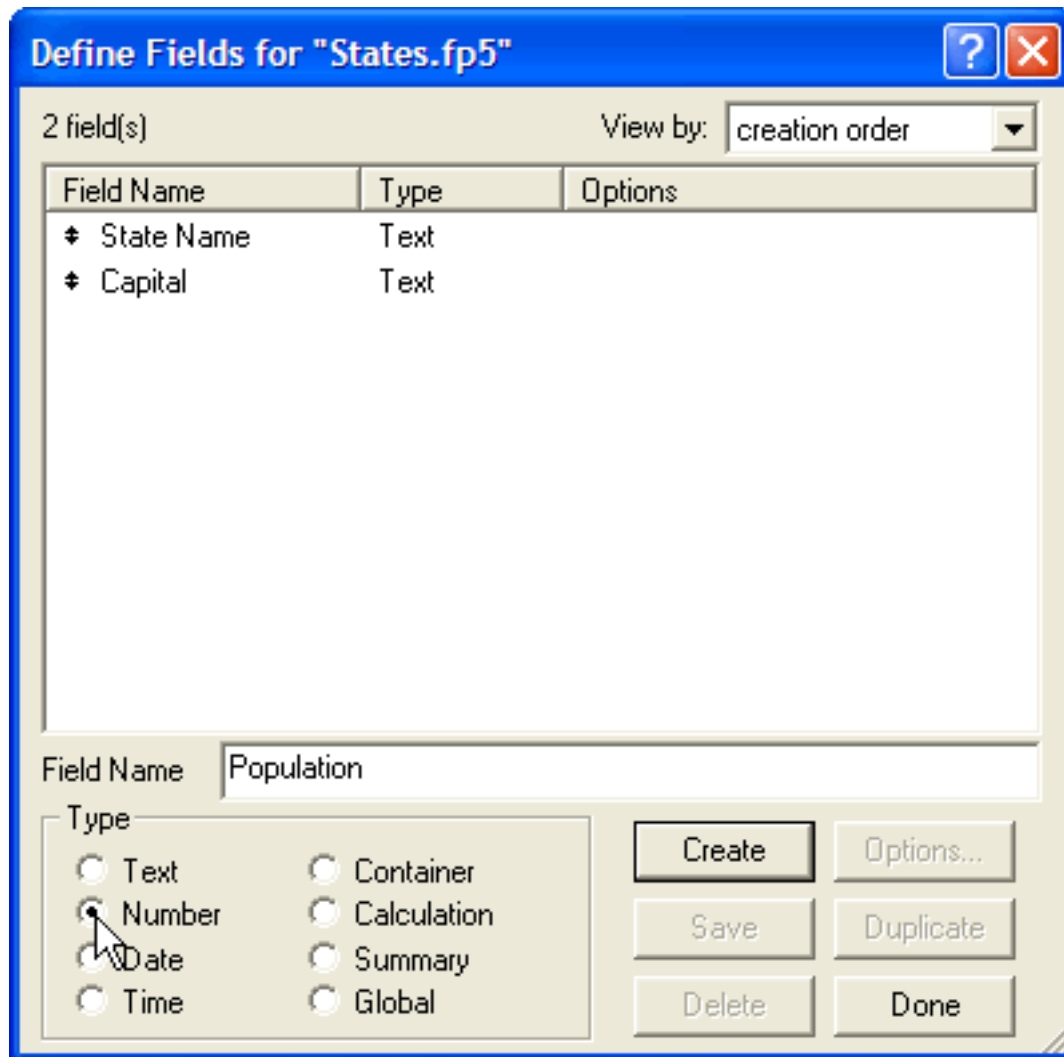 Define Fields for "States.fp5"
2 field(s) View by: creation order
Field Name Type Options
State Name Text
Capital Text
Field Name Population
Type
Text Container
Number Calculation
Date Summary
Time Global
Create Options...
Save Duplicate
Delete Done